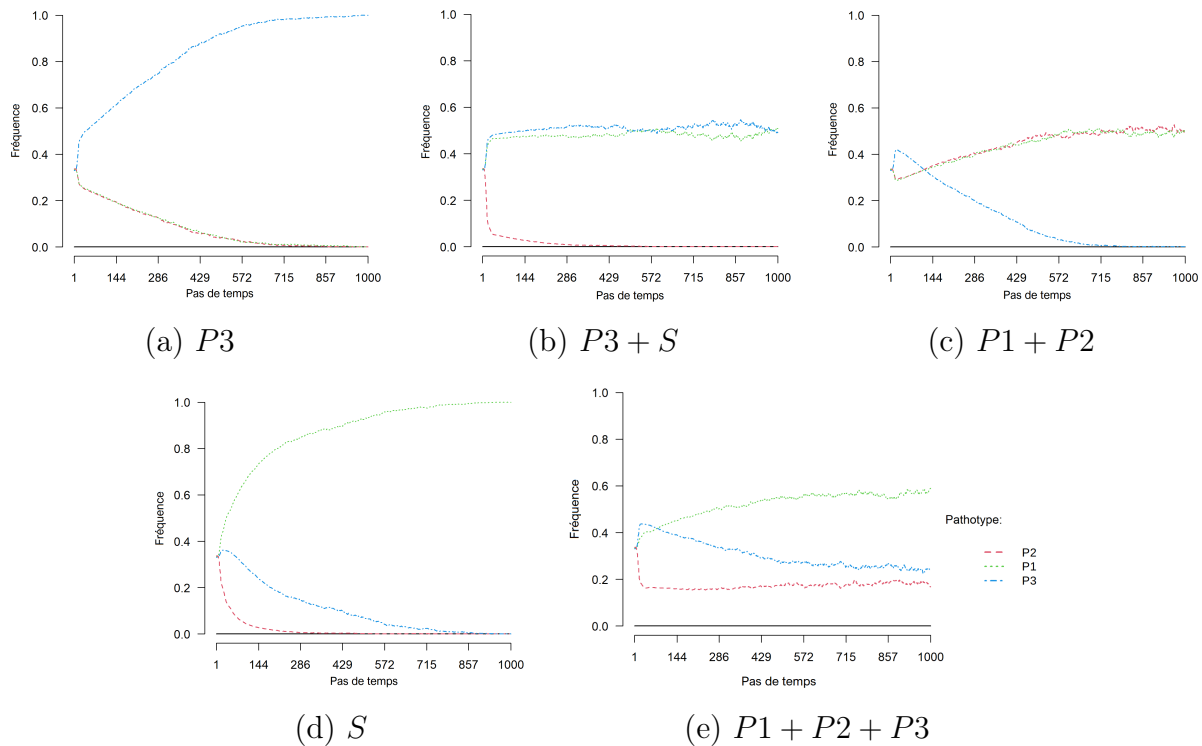 1.0
0.8
0.6
0.4
0.2
0.0
Fréquence
1 144 286 429 572 715 1000
Pas de temps
(a) P3
1.0
0.8
0.6
0.4
0.2
0.0
Fréquence
1 144 286 429 572 715 857 1000
Pas de temps
(b) P3 + S
1.0
0.8
0.6
0.4
0.2
0.0
Fréquence
1 144 286 429 572 715 857 1000
Pas de temps
(c) P1 + P2
1.0
0.8
0.6
0.4
0.2
0.0
Fréquence
1 144 286 429 572 715 857 1000
Pas de temps
(d) S
1.0
0.8
0.6
0.4
0.2
0.0
Fréquence
1 144 286 429 572 715 857 1000
Pas de temps
Pathotype:
P2
P1
P3
(e) P1 + P2 + P3